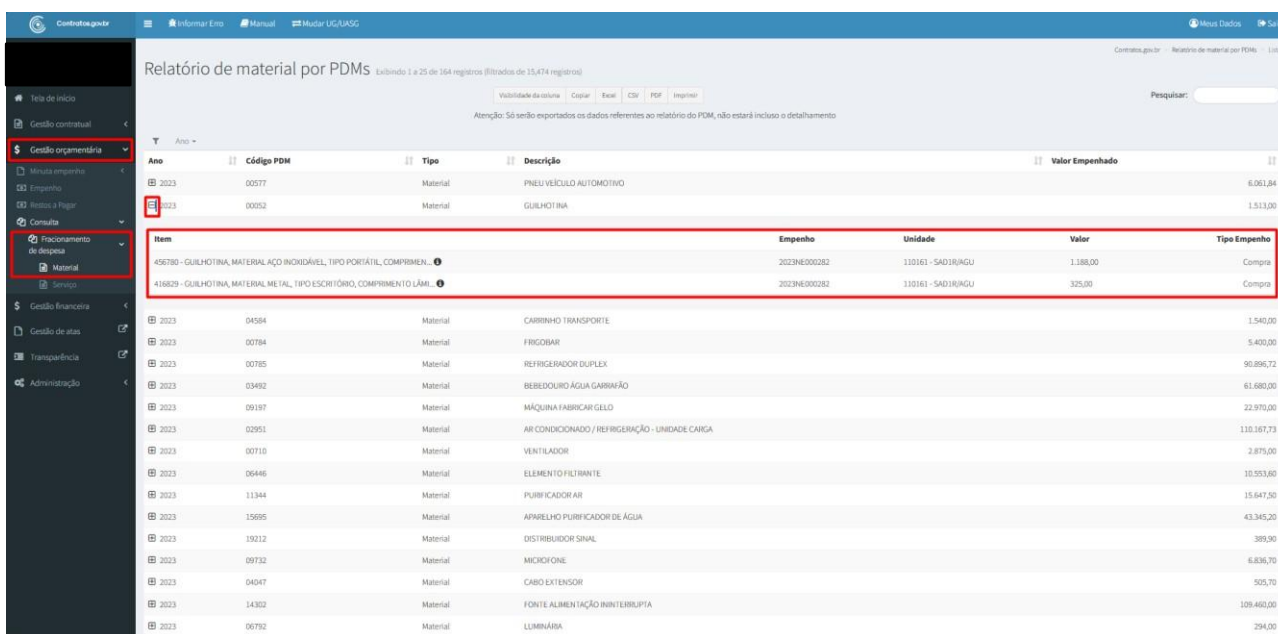 Contratos.gov.br Informar Erro Manual Mudar UG/UASG Meus Dados Sai
Contratos.gov.br Relatório de material por PDMs
Relatório de material por PDMs Exibindo 1 a 25 de 164 registros (filtrados de 15,474 registros)
Visibilidade da coluna Copiar Excel CSV PDF Imprimir
Pesquisar:
Atenção: Só serão exportados os dados referentes ao relatório do PDM, não estará incluso o detalhamento
Tela de início
Gestão contratual
Gestão orçamentária
Minuta empenho
Empenho
Restos a Pagar
Consulta
Fracionamento
de despesa
Material
Serviço
Gestão financeira
Gestão de atas
Transparência
Administração
Ano
Ano Código PDM Tipo Descrição Valor Empenhado
2023 00577 Material PNEU VEÍCULO AUTOMOTIVO 6.061,84
2023 00052 Material GUILHOTINA 1.513,00
Item Empenho Unidade Valor Tipo Empenho
456780 - GUILHOTINA, MATERIAL AÇO INOXIDÁVEL, TIPO PORTÁTIL, COMPRIMEN... 2023NE000282 110161 - SAD1R/AGU 1.188,00 Compra
416829 - GUILHOTINA, MATERIAL METAL, TIPO ESCRITÓRIO, COMPRIMENTO LÂMI... 2023NE000282 110161 - SAD1R/AGU 325,00 Compra
2023 04584 Material CARRINHO TRANSPORTE 1.540,00
2023 00784 Material FRIGOBAR 5.400,00
2023 00785 Material REFRIGERADOR DUPLEX 90.896,72
2023 03492 Material BEBEDOURO ÁGUA GARRAFÃO 61.680,00
2023 09197 Material MÁQUINA FABRICAR GELO 22.970,00
2023 02951 Material AR CONDICIONADO / REFRIGERAÇÃO - UNIDADE CARGA 110.167,73
2023 00710 Material VENTILADOR 2.875,00
2023 06446 Material ELEMENTO FILTRANTE 10.553,60
2023 11344 Material PURIFICADOR AR 15.647,50
2023 15695 Material APARELHO PURIFICADOR DE ÁGUA 43.345,20
2023 19212 Material DISTRIBUIDOR SINAL 389,90
2023 09732 Material MICROFONE 6.836,70
2023 04047 Material CABO EXTENSOR 505,70
2023 14302 Material FONTE ALIMENTAÇÃO ININTERRUPTA 109.460,00
2023 06792 Material LUMINÁRIA 294,00